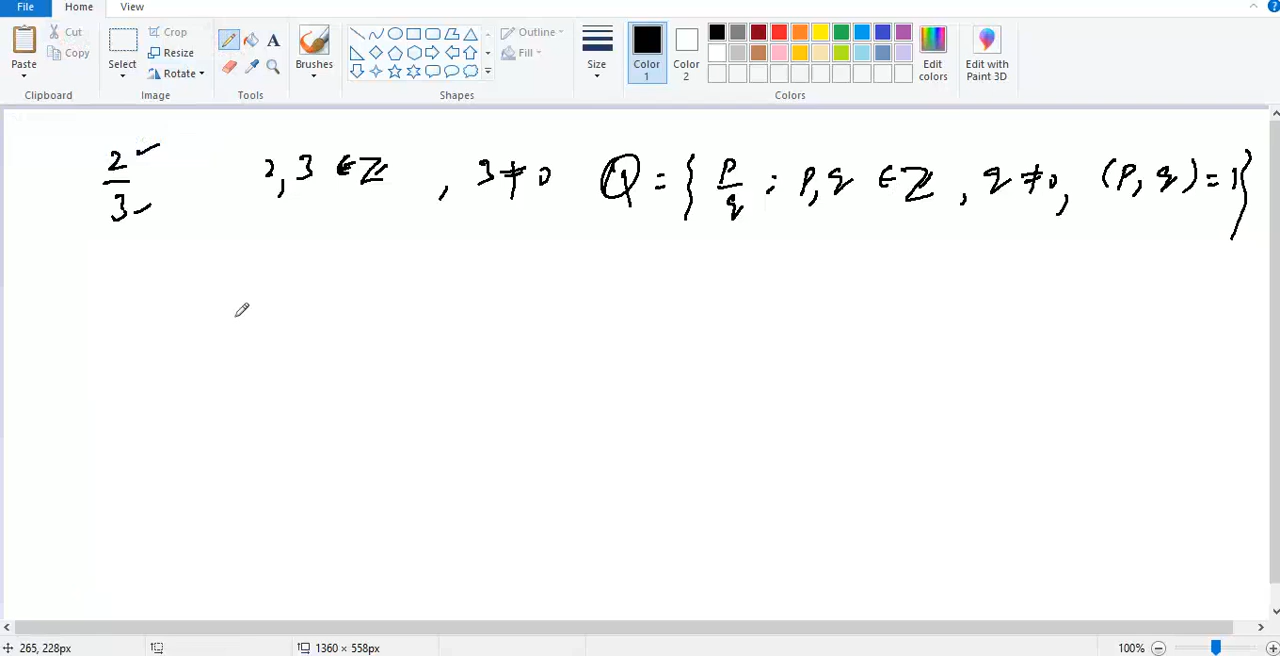 File Home View
Paste Cut Copy Clipboard
Select Crop Resize Rotate Image
A Tools
Brushes
Shapes Outline Fill
Size
Color 1 Color 2 Edit colors Colors
Edit with Paint 3D
2/3 2, 3 ∈ ℤ , 3 ≠ 0 Q = { p/q : p, q ∈ ℤ, q ≠ 0, (p, q) = 1 }
265, 228px 1360 × 558px 100%